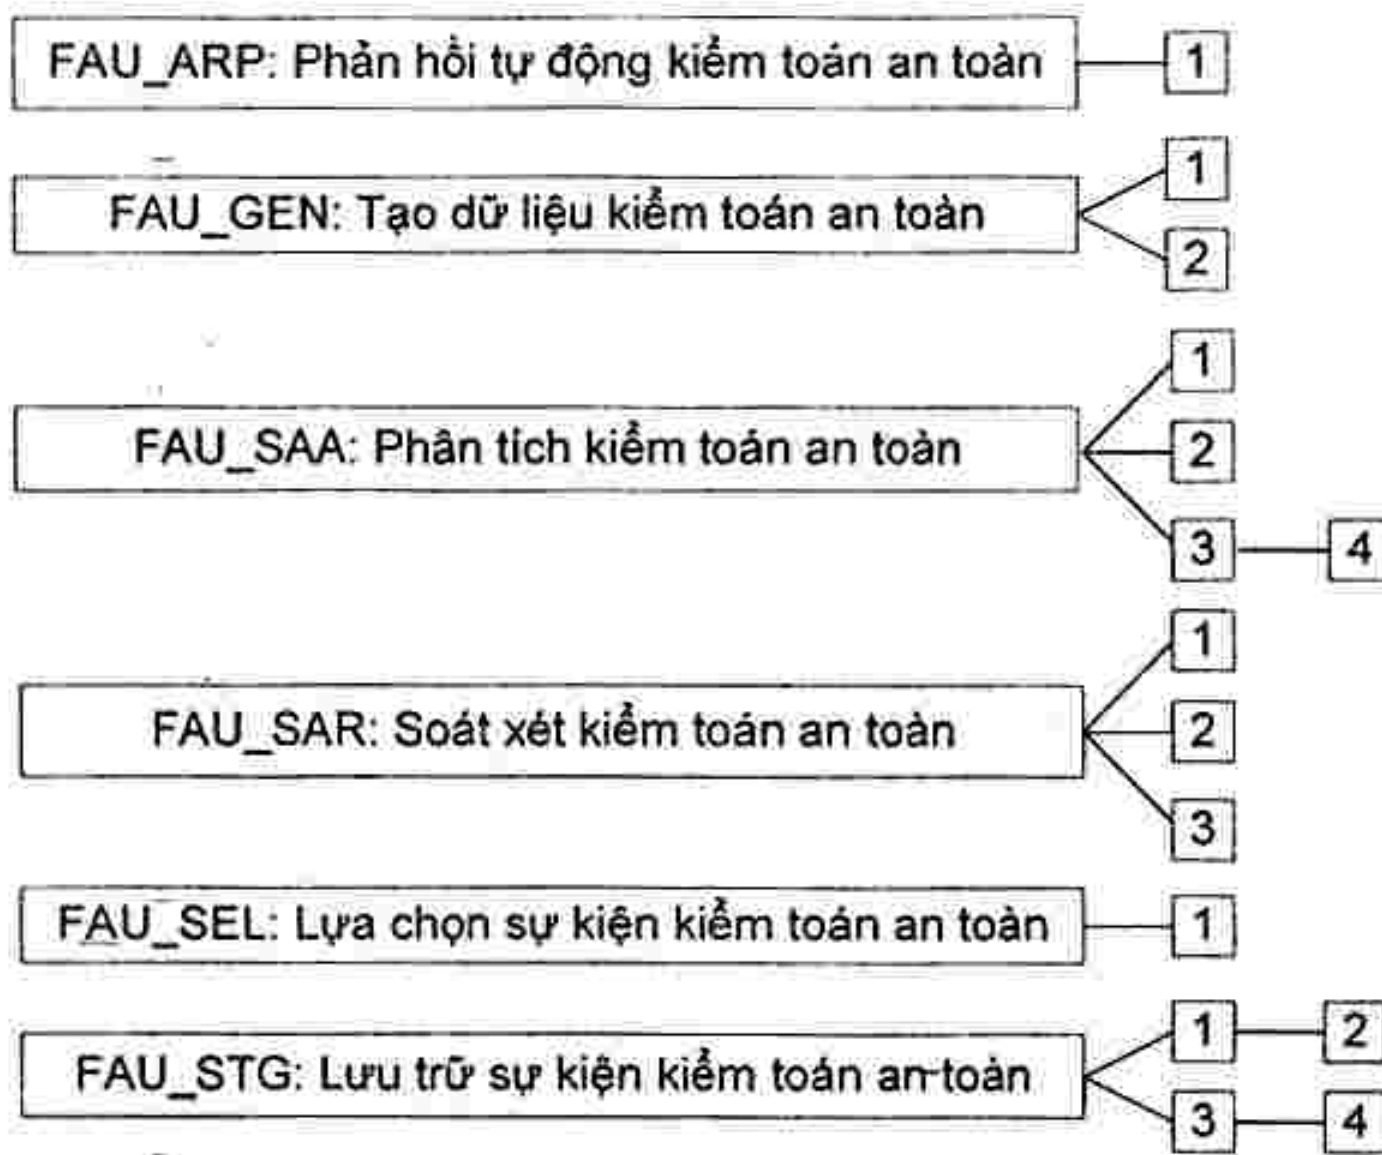 FAU_ARP: Phản hồi tự động kiểm toán an toàn 1
1
FAU_GEN: Tạo dữ liệu kiểm toán an toàn
2
1
FAU_SAA: Phân tích kiểm toán an toàn 2
3 4
1
FAU_SAR: Soát xét kiểm toán an toàn 2
3
FAU_SEL: Lựa chọn sự kiện kiểm toán an toàn 1
1 2
FAU_STG: Lưu trữ sự kiện kiểm toán an toàn
3 4